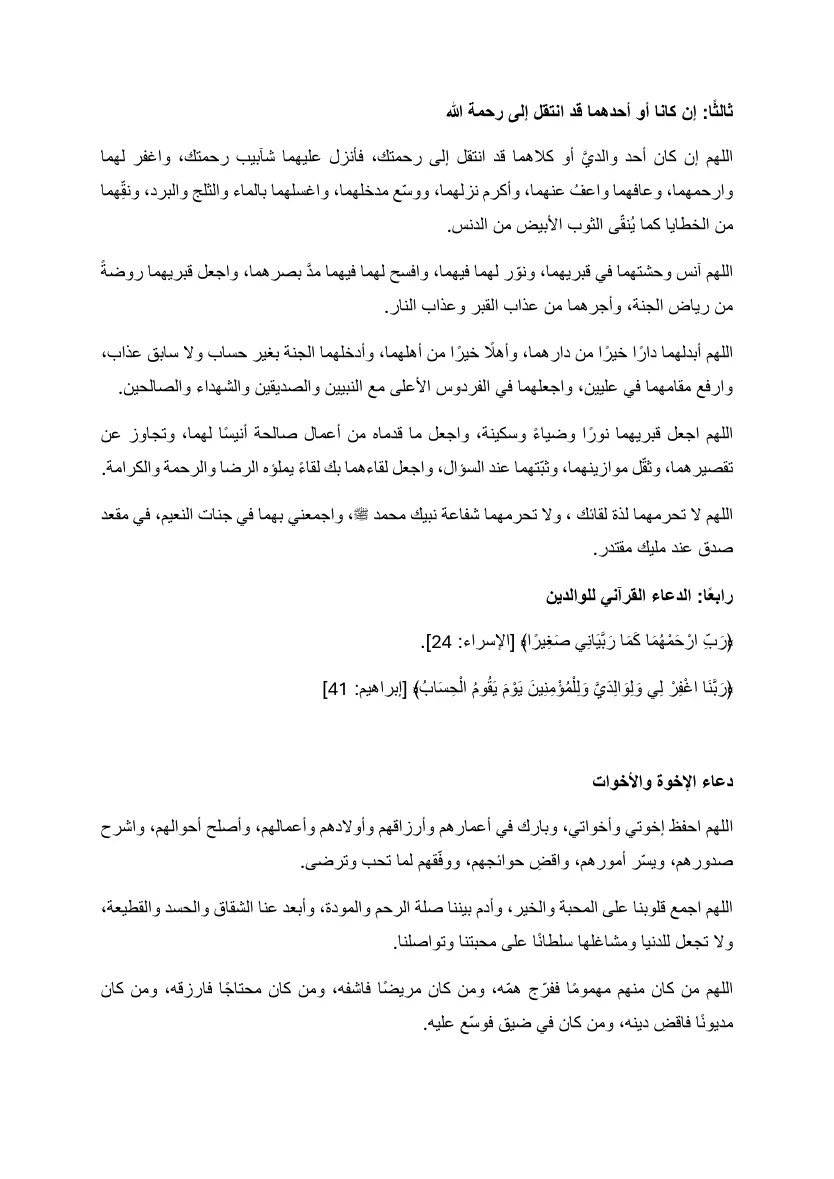 ثالثًا: إن كانا أو أحدهما قد انتقل إلى رحمة الله
اللهم إن كان أحد والديَّ أو كلاهما قد انتقل إلى رحمتك، فأنزل عليهما شآبيب رحمتك، واغفر لهما
وارحمهما، وعافهما واعفُ عنهما، وأكرم نزلهما، ووسّع مدخلهما، واغسلهما بالماء والثلج والبرد، ونقِّهما
من الخطايا كما يُنقّى الثوب الأبيض من الدنس.
اللهم آنس وحشتهما في قبريهما، ونوّر لهما فيهما، وافسح لهما فيهما مدَّ بصرهما، واجعل قبريهما روضةً
من رياض الجنة، وأجرهما من عذاب القبر وعذاب النار.
اللهم أبدلهما دارًا خيرًا من دارهما، وأهلًا خيرًا من أهلهما، وأدخلهما الجنة بغير حساب ولا سابق عذاب،
وارفع مقامهما في عليين، واجعلهما في الفردوس الأعلى مع النبيين والصديقين والشهداء والصالحين.
اللهم اجعل قبريهما نورًا وضياءً وسكينة، واجعل ما قدماه من أعمال صالحة أنيسًا لهما، وتجاوز عن
تقصيرهما، وثقّل موازينهما، وثبّتهما عند السؤال، واجعل لقاءهما بك لقاءً يملؤه الرضا والرحمة والكرامة.
اللهم لا تحرمهما لذة لقائك ، ولا تحرمهما شفاعة نبيك محمد ﷺ، واجمعني بهما في جنات النعيم، في مقعد
صدق عند مليك مقتدر.
رابعًا: الدعاء القرآني للوالدين
﴿رَبِّ ارْحَمْهُمَا كَمَا رَبَّيَانِي صَغِيرًا﴾ [الإسراء: 24].
﴿رَبَّنَا اغْفِرْ لِي وَلِوَالِدَيَّ وَلِلْمُؤْمِنِينَ يَوْمَ يَقُومُ الْحِسَابُ﴾ [إبراهيم: 41]
دعاء الإخوة والأخوات
اللهم احفظ إخوتي وأخواتي، وبارك في أعمارهم وأرزاقهم وأولادهم وأعمالهم، وأصلح أحوالهم، واشرح
صدورهم، ويسّر أمورهم، واقضِ حوائجهم، ووفّقهم لما تحب وترضى.
اللهم اجمع قلوبنا على المحبة والخير، وأدم بيننا صلة الرحم والمودة، وأبعد عنا الشقاق والحسد والقطيعة،
ولا تجعل للدنيا ومشاغلها سلطانًا على محبتنا وتواصلنا.
اللهم من كان منهم مهمومًا ففرّج همّه، ومن كان مريضًا فاشفه، ومن كان محتاجًا فارزقه، ومن كان
مديونًا فاقضِ دينه، ومن كان في ضيق فوسّع عليه.